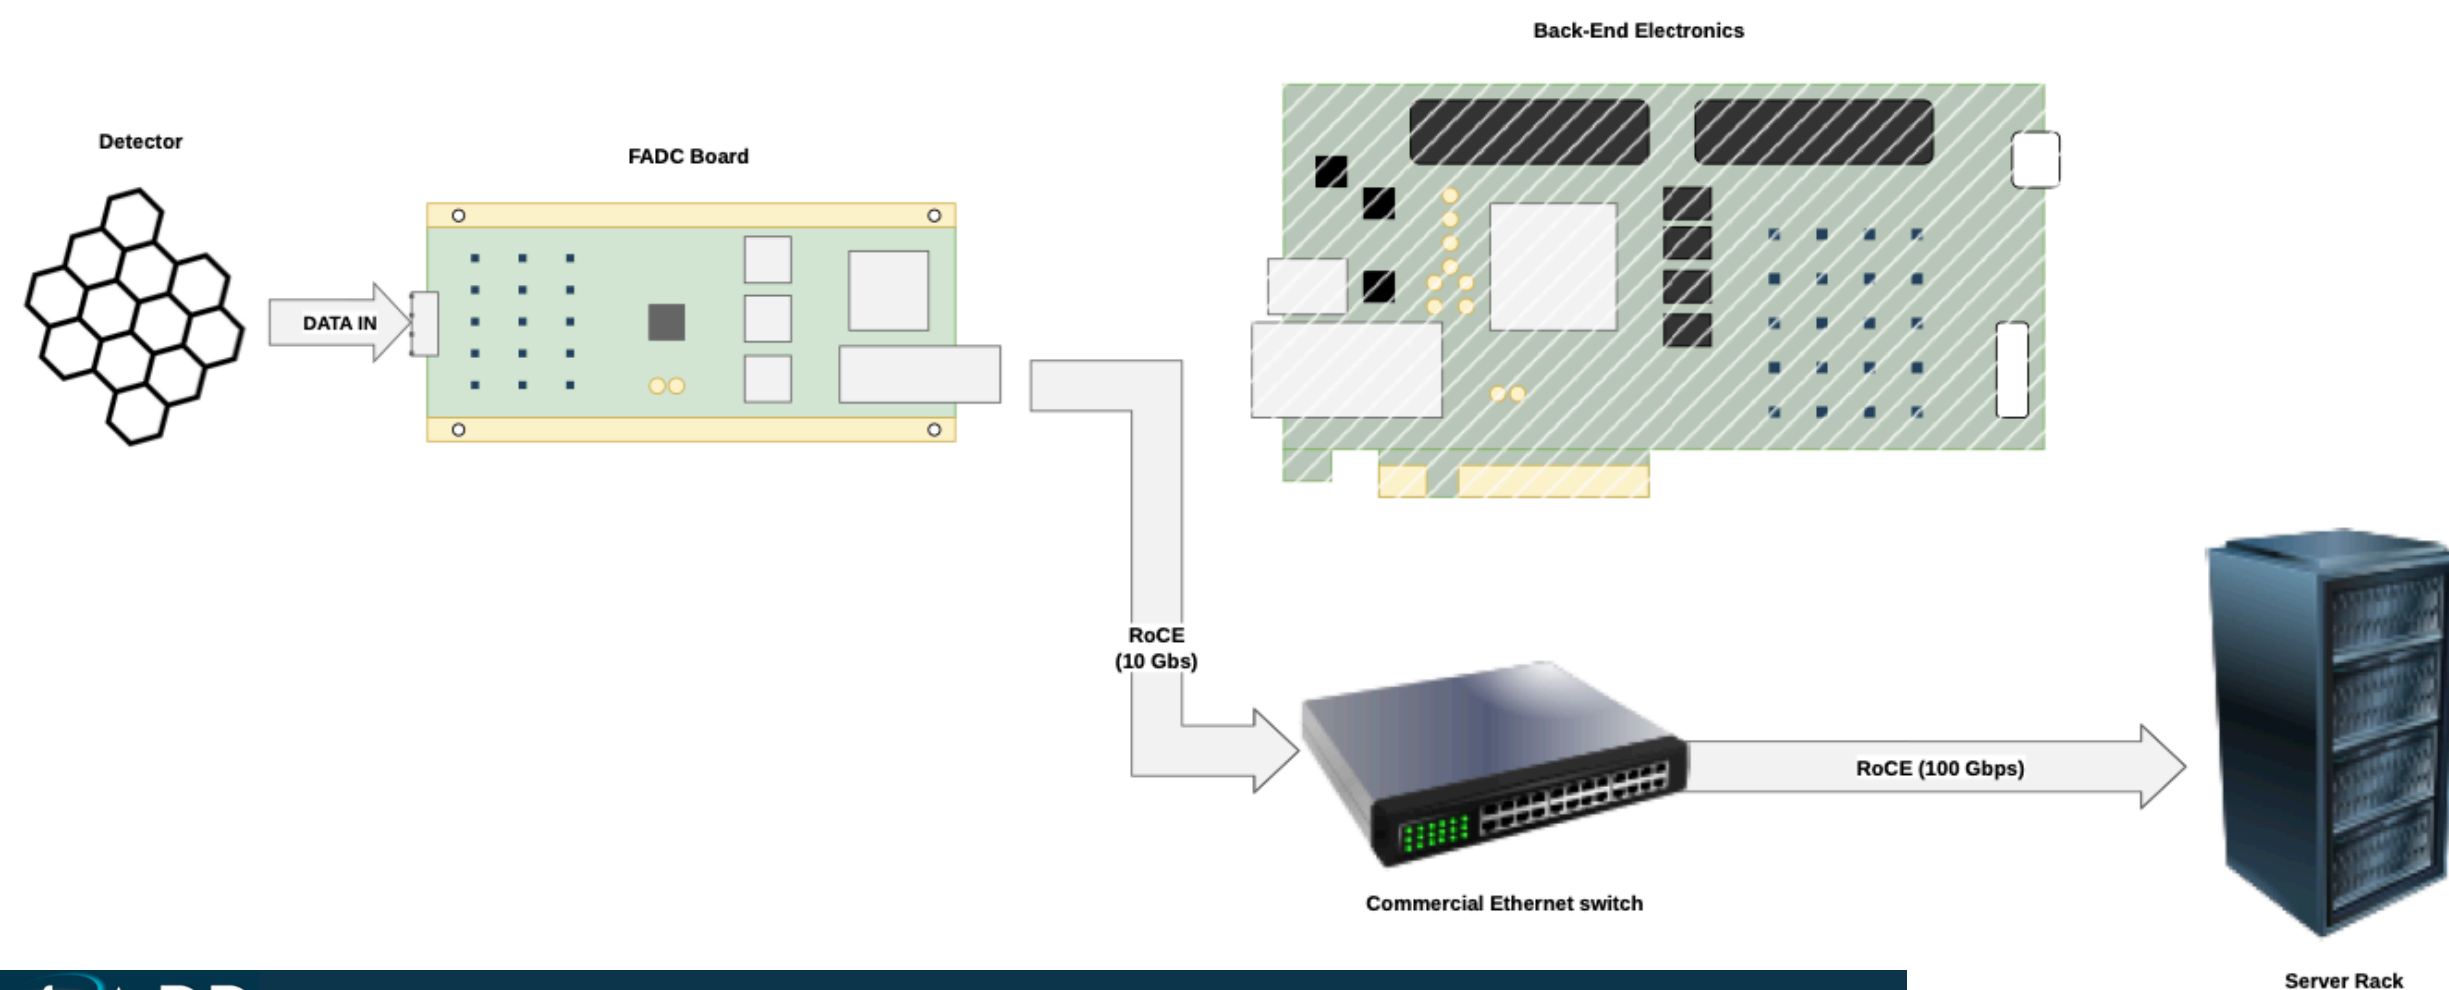 Back-End Electronics
Detector
FADC Board
DATA IN
RoCE
(10 Gbs)
RoCE (100 Gbps)
Commercial Ethernet switch
Server Rack